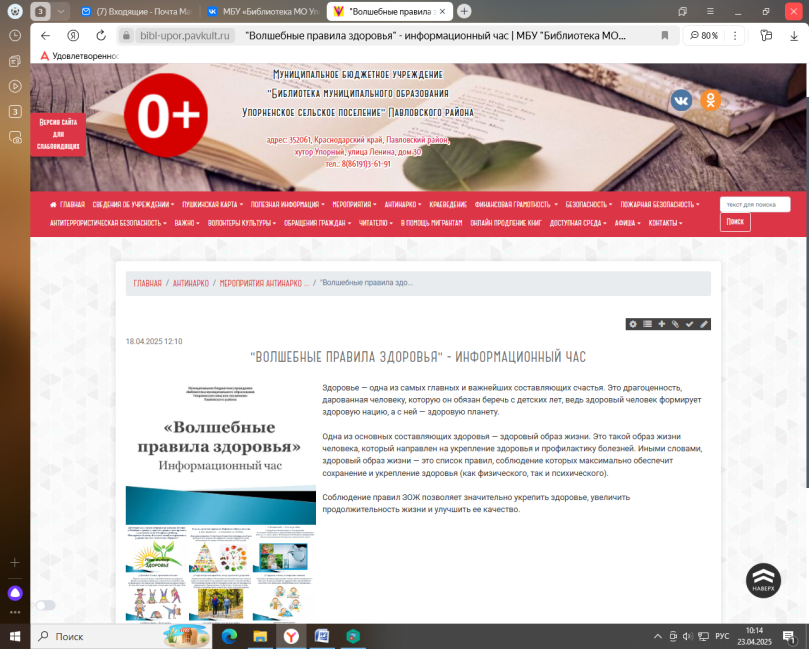 3
(7) Входящие - Почта Ма
МБУ «Библиотека МО Уп
"Волшебные правила з
bibl-upor.pavkult.ru
"Волшебные правила здоровья" - информационный час | МБУ "Библиотека МО...
80 %
Удовлетворенно
Муниципальное бюджетное учреждение
"Библиотека муниципального образования
Упорненское сельское поселение" Павловского района
0+
адрес: 352061, Краснодарский край, Павловский район,
хутор Упорный, улица Ленина, дом 30
тел.: 8(86191)3-61-91
Версия сайта
для
слабовидящих
3
ГЛАВНАЯ СВЕДЕНИЯ ОБ УЧРЕЖДЕНИИ ПУШКИНСКАЯ КАРТА ПОЛЕЗНАЯ ИНФОРМАЦИЯ МЕРОПРИЯТИЯ АНТИНАРКО КРАЕВЕДЕНИЕ ФИНАНСОВАЯ ГРАМОТНОСТЬ БЕЗОПАСНОСТЬ ПОЖАРНАЯ БЕЗОПАСНОСТЬ
текст для поиска
АНТИТЕРРОРИСТИЧЕСКАЯ БЕЗОПАСНОСТЬ ВАЖНО ВОЛОНТЕРЫ КУЛЬТУРЫ ОБРАЩЕНИЯ ГРАЖДАН ЧИТАТЕЛЮ В ПОМОЩЬ МИГРАНТАМ ОНЛАЙН ПРОДЛЕНИЕ КНИГ ДОСТУПНАЯ СРЕДА АФИША КОНТАКТЫ
Поиск
ГЛАВНАЯ / АНТИНАРКО / МЕРОПРИЯТИЯ АНТИНАРКО ... / "Волшебные правила здо...
18.04.2025 12:10
"ВОЛШЕБНЫЕ ПРАВИЛА ЗДОРОВЬЯ" - ИНФОРМАЦИОННЫЙ ЧАС
«Волшебные
правила здоровья»
Информационный час
Здоровье — одна из самых главных и важнейших составляющих счастья. Это драгоценность,
дарованная человеку, которую он обязан беречь с детских лет, ведь здоровый человек формирует
здоровую нацию, а с ней — здоровую планету.
Одна из основных составляющих здоровья — здоровый образ жизни. Это такой образ жизни
человека, который направлен на укрепление здоровья и профилактику болезней. Иными словами,
здоровый образ жизни — это список правил, соблюдение которых максимально обеспечит
сохранение и укрепление здоровья (как физического, так и психического).
Соблюдение правил ЗОЖ позволяет значительно укрепить здоровье, увеличить
продолжительность жизни и улучшить ее качество.
НАВЕРХ
Поиск
РУС
10:14
23.04.2025
1